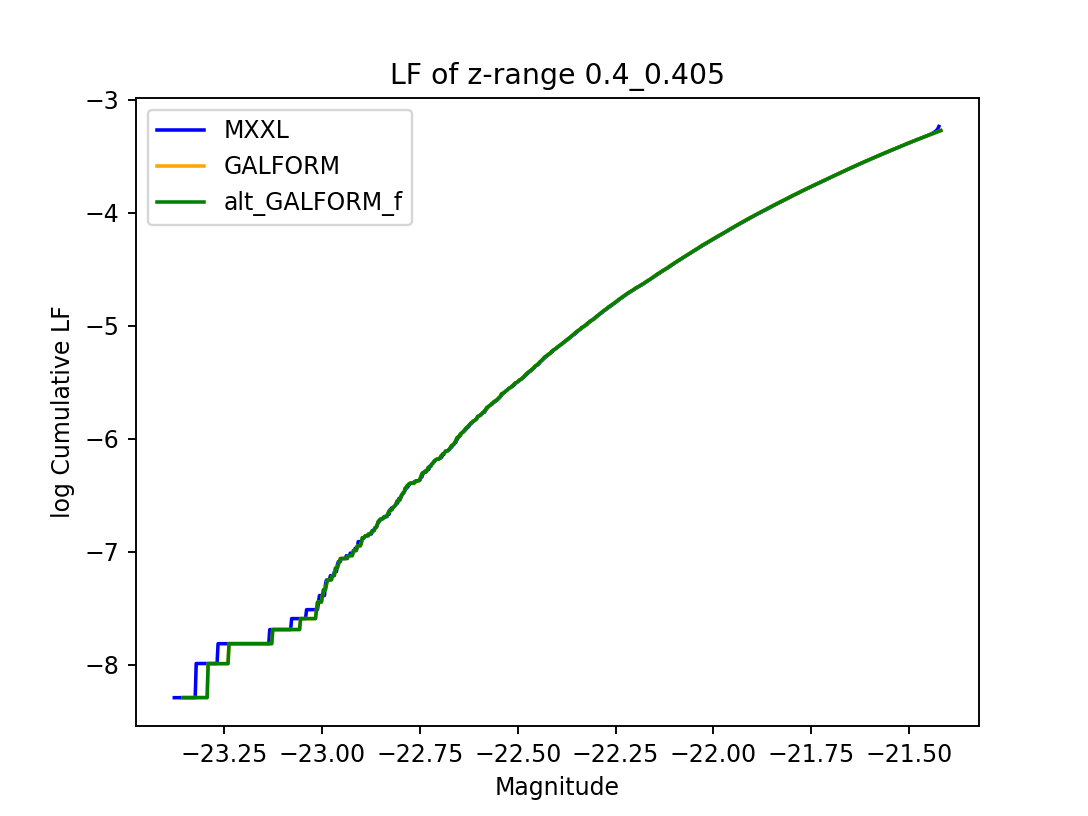 LF of z-range 0.4_0.405
MXXL
GALFORM
alt_GALFORM_f
−3
−4
−5
−6
−7
−8
log Cumulative LF
−23.25 −23.00 −22.75 −22.50 −22.25 −22.00 −21.75 −21.50
Magnitude